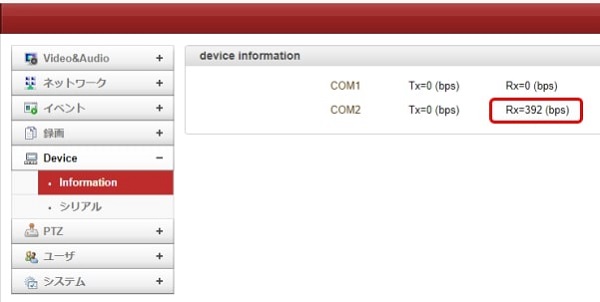 Video&Audio +
ネットワーク +
イベント +
録画 +
Device −
・ Information
・ シリアル
PTZ +
ユーザ +
システム +
device information
COM1 Tx=0 (bps) Rx=0 (bps)
COM2 Tx=0 (bps) Rx=392 (bps)